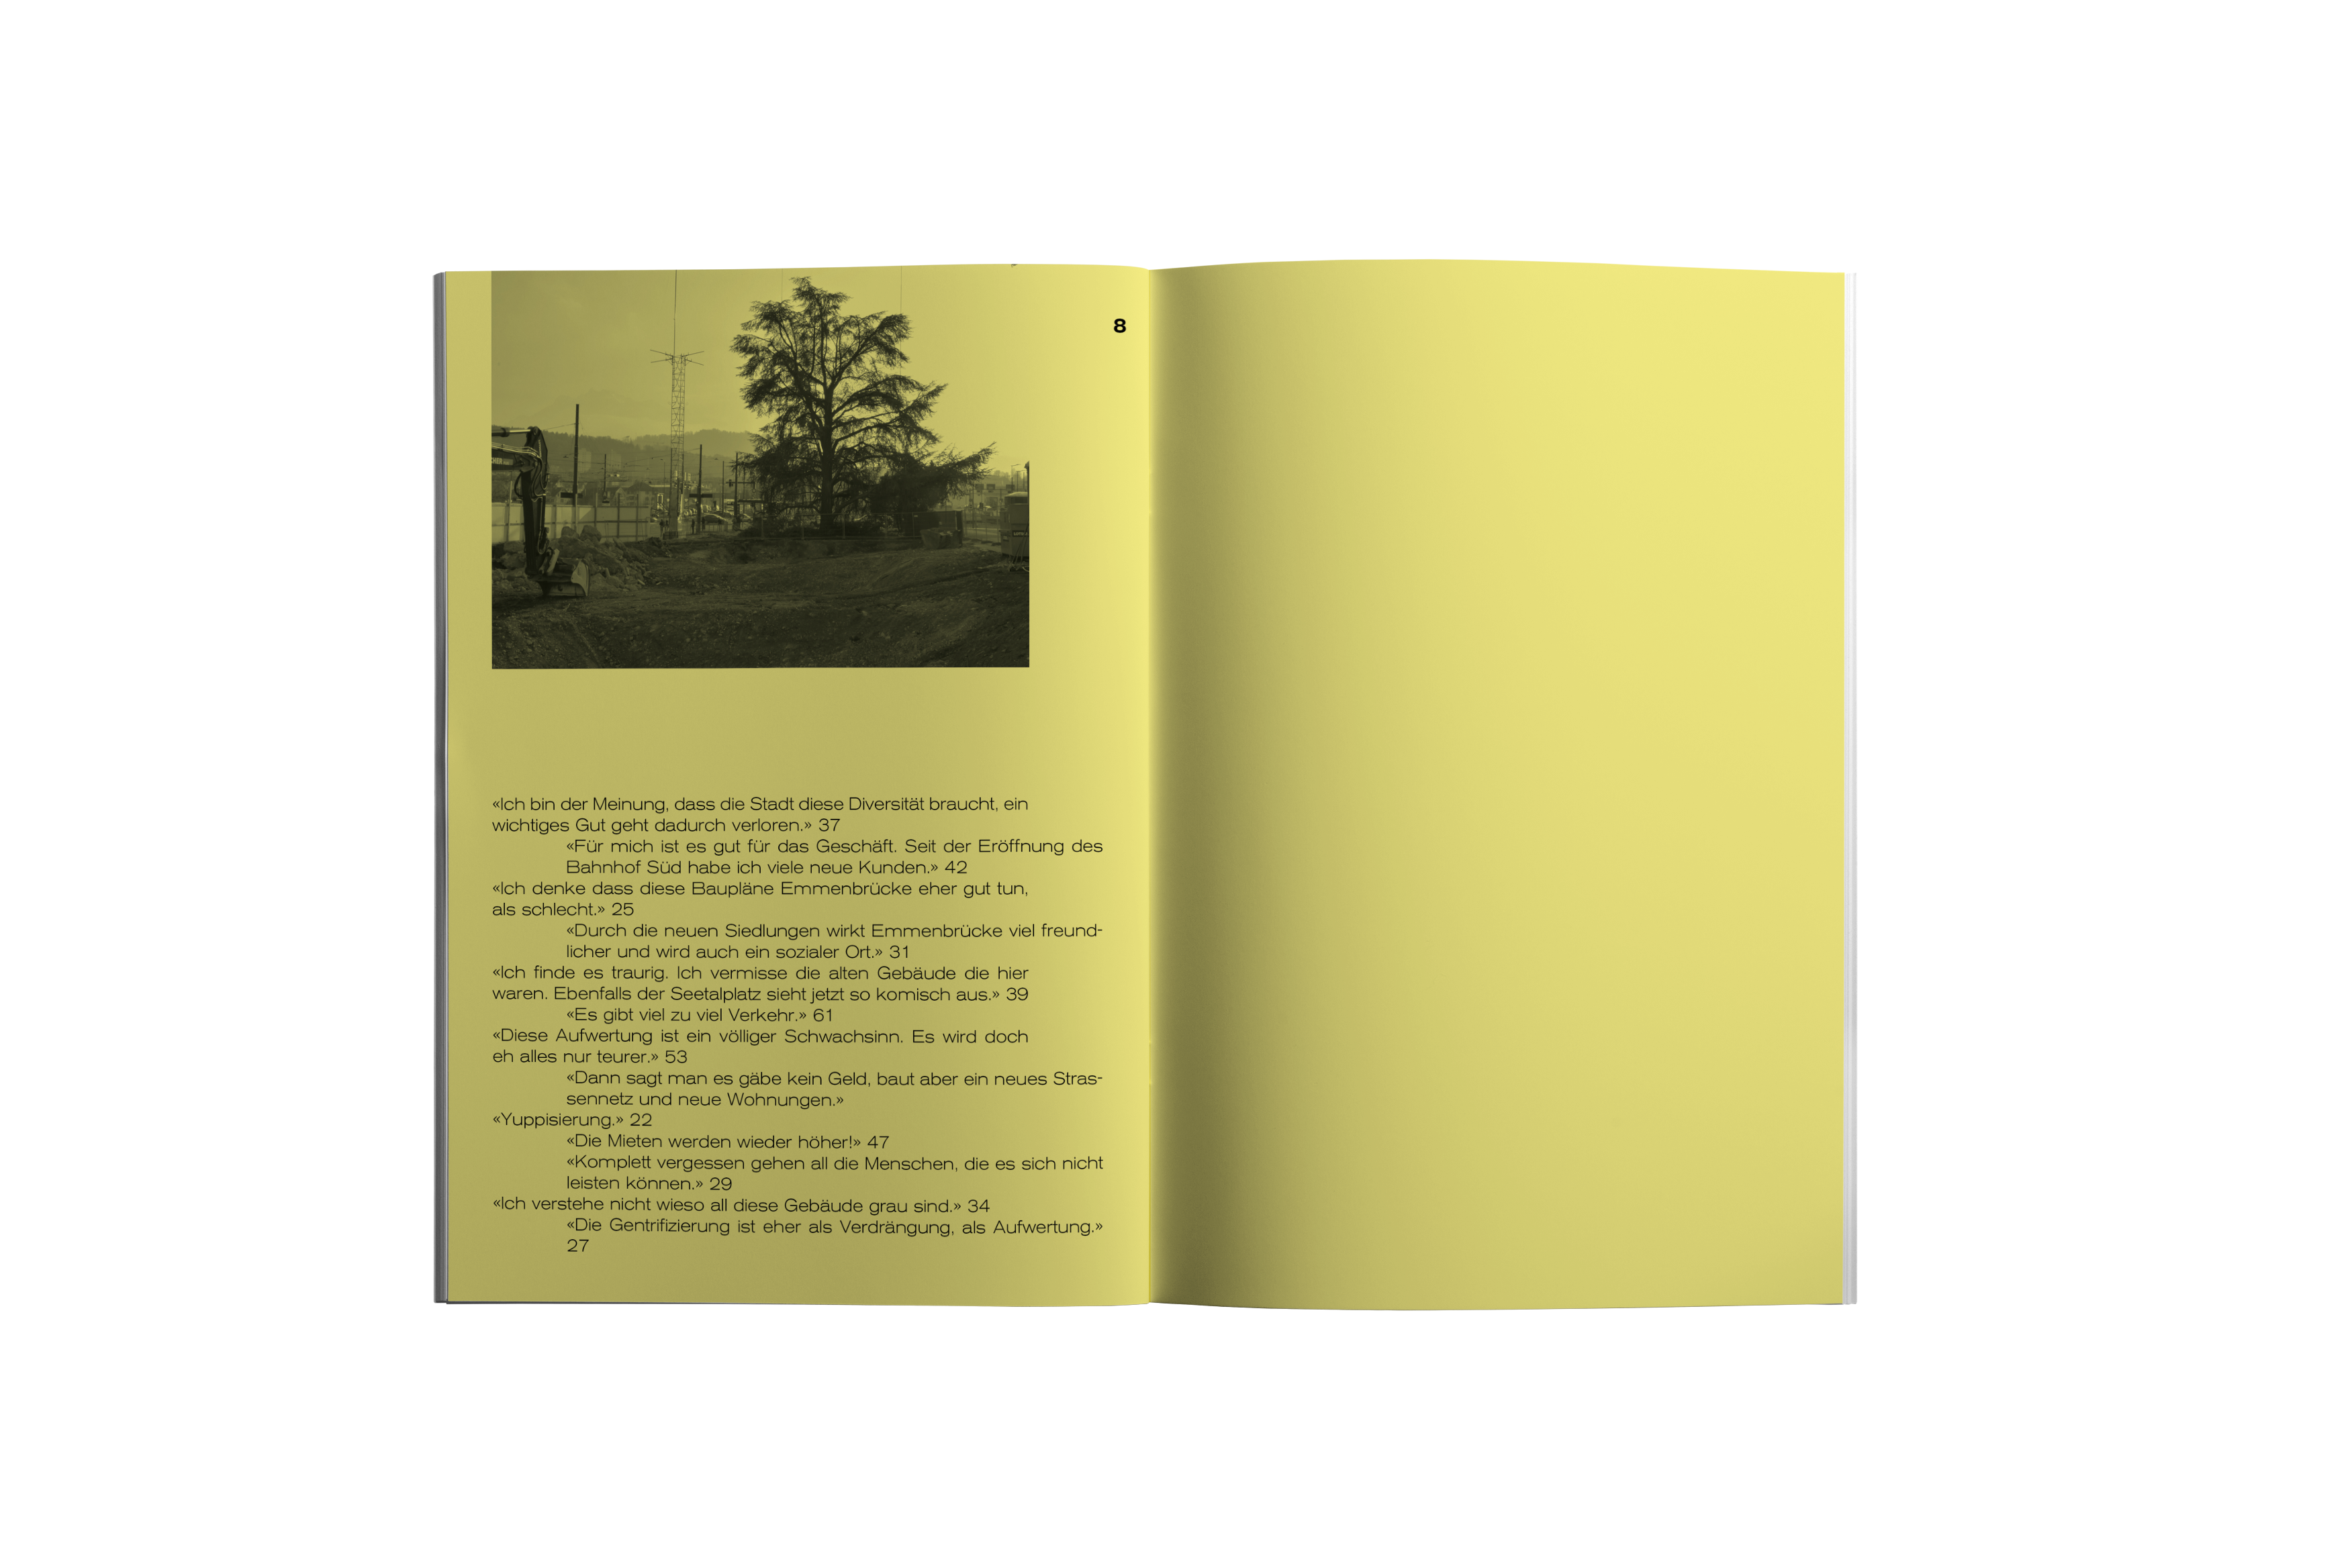 8
«Ich bin der Meinung, dass die Stadt diese Diversität braucht, ein
wichtiges Gut geht dadurch verloren.» 37
«Für mich ist es gut für das Geschäft. Seit der Eröffnung des
Bahnhof Süd habe ich viele neue Kunden.» 42
«Ich denke dass diese Baupläne Emmenbrücke eher gut tun,
als schlecht.» 25
«Durch die neuen Siedlungen wirkt Emmenbrücke viel freund-
licher und wird auch ein sozialer Ort.» 31
«Ich finde es traurig. Ich vermisse die alten Gebäude die hier
waren. Ebenfalls der Seetalplatz sieht jetzt so komisch aus.» 39
«Es gibt viel zu viel Verkehr.» 61
«Diese Aufwertung ist ein völliger Schwachsinn. Es wird doch
eh alles nur teurer.» 53
«Dann sagt man es gäbe kein Geld, baut aber ein neues Stras-
sennetz und neue Wohnungen.»
«Yuppisierung.» 22
«Die Mieten werden wieder höher!» 47
«Komplett vergessen gehen all die Menschen, die es sich nicht
leisten können.» 29
«Ich verstehe nicht wieso all diese Gebäude grau sind.» 34
«Die Gentrifizierung ist eher als Verdrängung, als Aufwertung.»
27